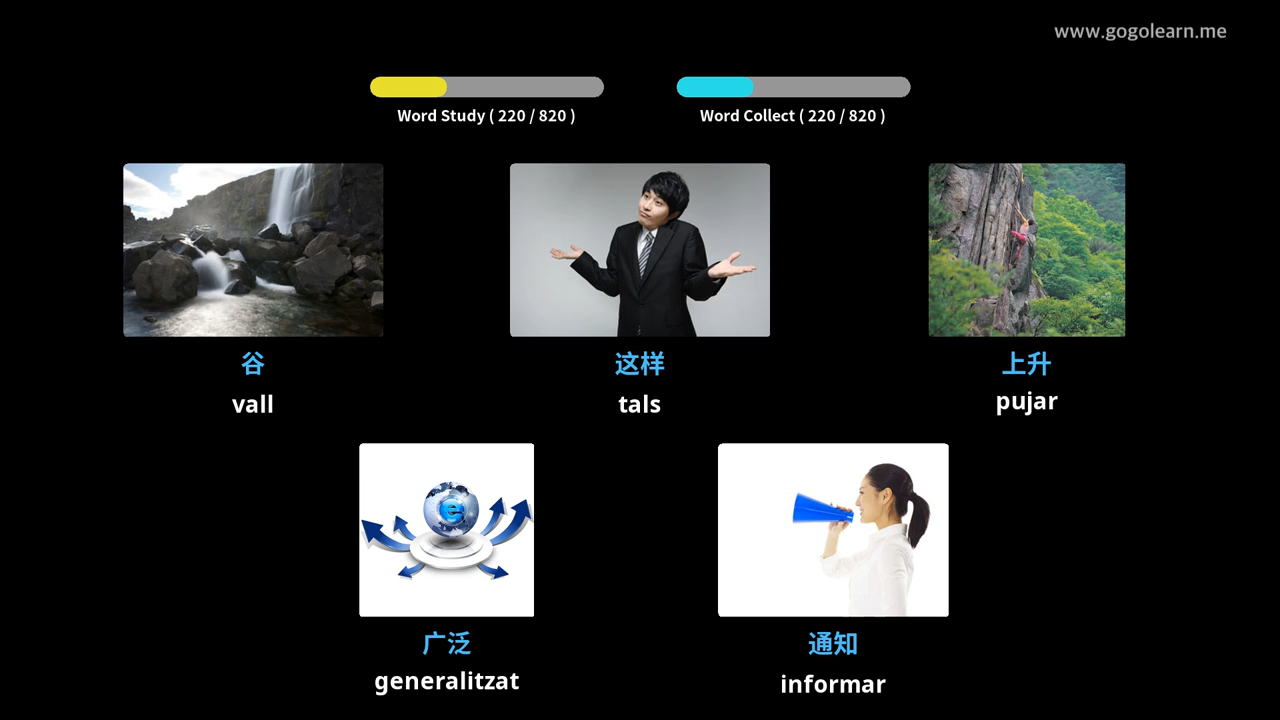 www.gogolearn.me
Word Study ( 220 / 820 )
Word Collect ( 220 / 820 )
谷
vall
这样
tals
上升
pujar
e
广泛
generalitzat
通知
informar